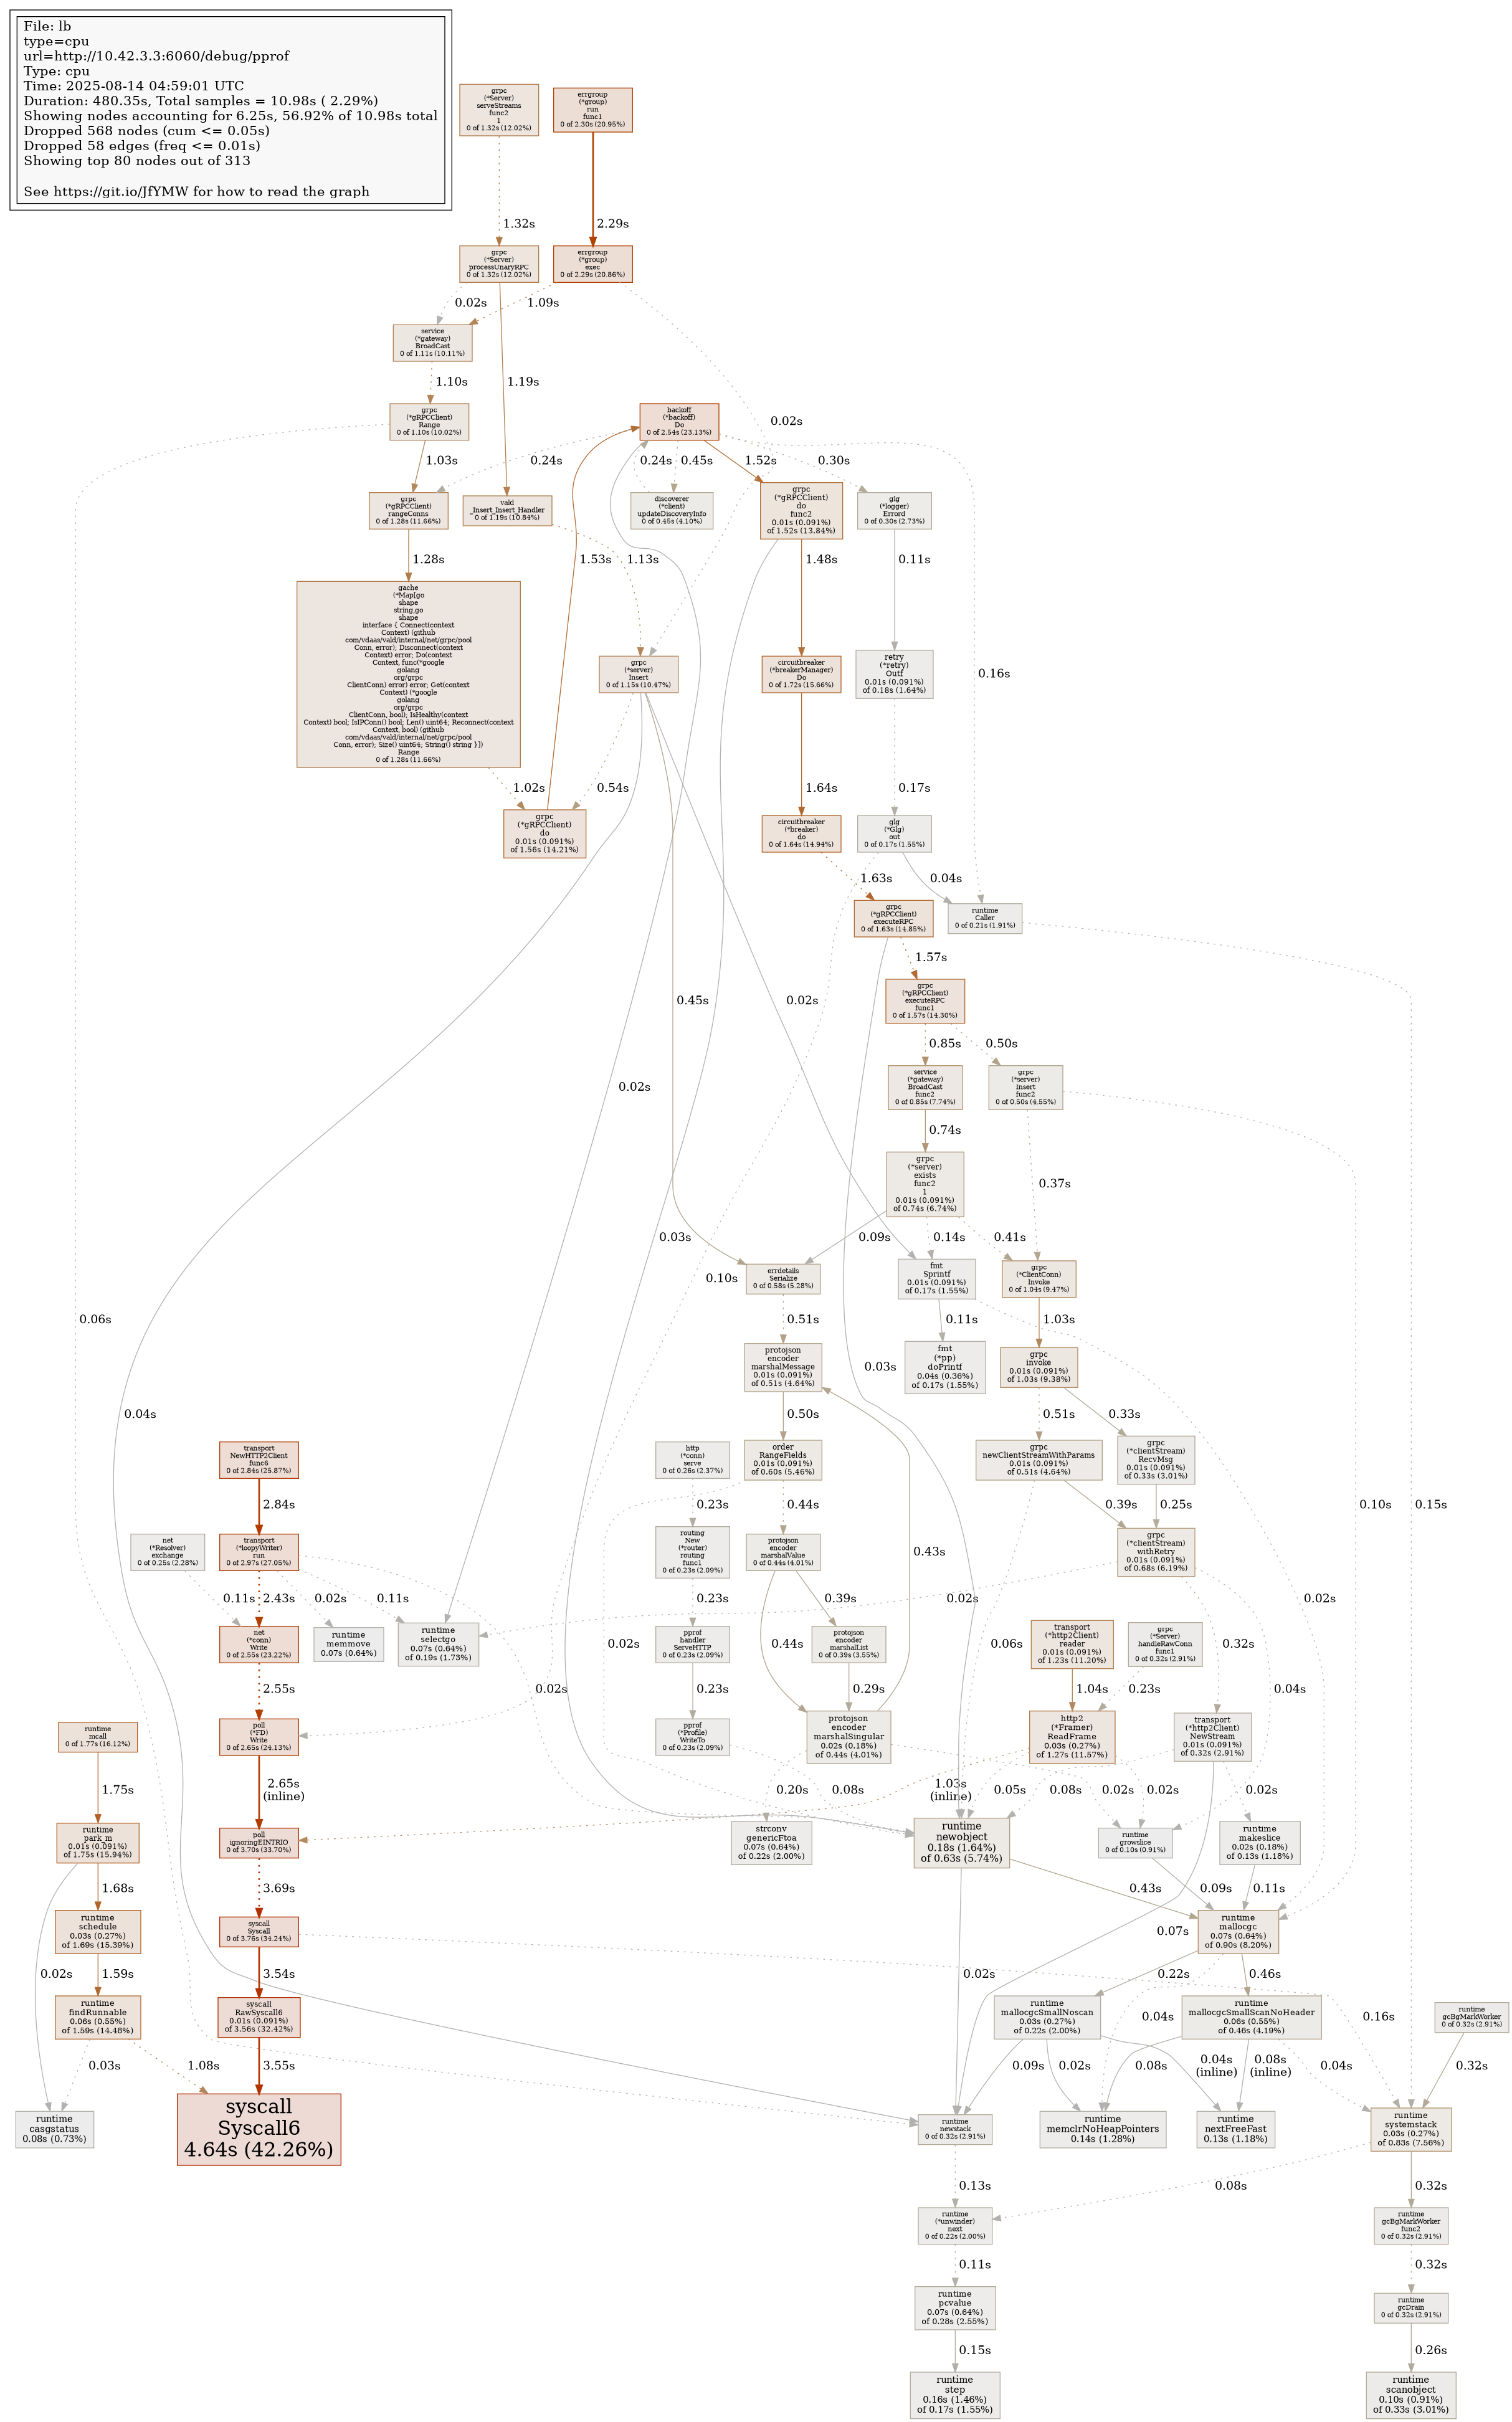 File: lb
type=cpu
url=http://10.42.3.3:6060/debug/pprof
Type: cpu
Time: 2025-08-14 04:59:01 UTC
Duration: 480.35s, Total samples = 10.98s ( 2.29%)
Showing nodes accounting for 6.25s, 56.92% of 10.98s total
Dropped 568 nodes (cum <= 0.05s)
Dropped 58 edges (freq <= 0.01s)
Showing top 80 nodes out of 313
See https://git.io/JfYMW for how to read the graph
grpc
(*Server)
serveStreams
func2
1
0 of 1.32s (12.02%)
errgroup
(*group)
run
func1
0 of 2.30s (20.95%)
1.32s
2.29s
grpc
(*Server)
processUnaryRPC
0 of 1.32s (12.02%)
errgroup
(*group)
exec
0 of 2.29s (20.86%)
0.02s
1.09s
service
(*gateway)
BroadCast
0 of 1.11s (10.11%)
1.10s
1.19s
0.02s
grpc
(*gRPCClient)
Range
0 of 1.10s (10.02%)
backoff
(*backoff)
Do
0 of 2.54s (23.13%)
1.03s
0.24s
0.24s
0.45s
1.52s
0.30s
grpc
(*gRPCClient)
rangeConns
0 of 1.28s (11.66%)
vald
_Insert_Insert_Handler
0 of 1.19s (10.84%)
discoverer
(*client)
updateDiscoveryInfo
0 of 0.45s (4.10%)
grpc
(*gRPCClient)
do
func2
0.01s (0.091%)
of 1.52s (13.84%)
glg
(*logger)
Errord
0 of 0.30s (2.73%)
1.28s
1.53s
1.13s
1.48s
0.11s
0.16s
gache
(*Map[go
shape
string,go
shape
interface { Connect(context
Context) (github
com/vdaas/vald/internal/net/grpc/pool
Conn, error); Disconnect(context
Context) error; Do(context
Context, func(*google
golang
org/grpc
ClientConn) error) error; Get(context
Context) (*google
golang
org/grpc
ClientConn, bool); IsHealthy(context
Context) bool; IsIPConn() bool; Len() uint64; Reconnect(context
Context, bool) (github
com/vdaas/vald/internal/net/grpc/pool
Conn, error); Size() uint64; String() string }])
Range
0 of 1.28s (11.66%)
grpc
(*server)
Insert
0 of 1.15s (10.47%)
circuitbreaker
(*breakerManager)
Do
0 of 1.72s (15.66%)
retry
(*retry)
Outf
0.01s (0.091%)
of 0.18s (1.64%)
1.02s
0.54s
1.64s
0.17s
grpc
(*gRPCClient)
do
0.01s (0.091%)
of 1.56s (14.21%)
circuitbreaker
(*breaker)
do
0 of 1.64s (14.94%)
glg
(*Glg)
out
0 of 0.17s (1.55%)
1.63s
0.04s
grpc
(*gRPCClient)
executeRPC
0 of 1.63s (14.85%)
runtime
Caller
0 of 0.21s (1.91%)
0.45s
0.02s
1.57s
grpc
(*gRPCClient)
executeRPC
func1
0 of 1.57s (14.30%)
0.02s
0.85s
0.50s
service
(*gateway)
BroadCast
func2
0 of 0.85s (7.74%)
grpc
(*server)
Insert
func2
0 of 0.50s (4.55%)
0.74s
0.37s
grpc
(*server)
exists
func2
1
0.01s (0.091%)
of 0.74s (6.74%)
0.03s
0.10s
0.09s
0.14s
0.41s
errdetails
Serialize
0 of 0.58s (5.28%)
fmt
Sprintf
0.01s (0.091%)
of 0.17s (1.55%)
grpc
(*ClientConn)
Invoke
0 of 1.04s (9.47%)
0.06s
0.51s
0.11s
1.03s
protojson
encoder
marshalMessage
0.01s (0.091%)
of 0.51s (4.64%)
fmt
(*pp)
doPrintf
0.04s (0.36%)
of 0.17s (1.55%)
grpc
invoke
0.01s (0.091%)
of 1.03s (9.38%)
0.03s
0.04s
0.50s
0.51s
0.33s
transport
NewHTTP2Client
func6
0 of 2.84s (25.87%)
http
(*conn)
serve
0 of 0.26s (2.37%)
order
RangeFields
0.01s (0.091%)
of 0.60s (5.46%)
grpc
newClientStreamWithParams
0.01s (0.091%)
of 0.51s (4.64%)
grpc
(*clientStream)
RecvMsg
0.01s (0.091%)
of 0.33s (3.01%)
2.84s
0.23s
0.44s
0.39s
0.25s
0.10s
0.15s
net
(*Resolver)
exchange
0 of 0.25s (2.28%)
transport
(*loopyWriter)
run
0 of 2.97s (27.05%)
routing
New
(*router)
routing
func1
0 of 0.23s (2.09%)
protojson
encoder
marshalValue
0 of 0.44s (4.01%)
0.43s
grpc
(*clientStream)
withRetry
0.01s (0.091%)
of 0.68s (6.19%)
0.11s
2.43s
0.02s
0.11s
0.23s
0.39s
0.02s
0.02s
net
(*conn)
Write
0 of 2.55s (23.22%)
runtime
memmove
0.07s (0.64%)
runtime
selectgo
0.07s (0.64%)
of 0.19s (1.73%)
0.02s
pprof
handler
ServeHTTP
0 of 0.23s (2.09%)
0.44s
protojson
encoder
marshalList
0 of 0.39s (3.55%)
0.06s
transport
(*http2Client)
reader
0.01s (0.091%)
of 1.23s (11.20%)
grpc
(*Server)
handleRawConn
func1
0 of 0.32s (2.91%)
0.32s
2.55s
0.02s
0.23s
0.29s
1.04s
0.23s
0.04s
runtime
mcall
0 of 1.77s (16.12%)
poll
(*FD)
Write
0 of 2.65s (24.13%)
pprof
(*Profile)
WriteTo
0 of 0.23s (2.09%)
protojson
encoder
marshalSingular
0.02s (0.18%)
of 0.44s (4.01%)
http2
(*Framer)
ReadFrame
0.03s (0.27%)
of 1.27s (11.57%)
transport
(*http2Client)
NewStream
0.01s (0.091%)
of 0.32s (2.91%)
1.75s
2.65s
(inline)
0.20s
0.08s
1.03s
(inline)
0.05s
0.08s
0.02s
0.02s
0.02s
runtime
park_m
0.01s (0.091%)
of 1.75s (15.94%)
poll
ignoringEINTRIO
0 of 3.70s (33.70%)
strconv
genericFtoa
0.07s (0.64%)
of 0.22s (2.00%)
runtime
newobject
0.18s (1.64%)
of 0.63s (5.74%)
runtime
growslice
0 of 0.10s (0.91%)
runtime
makeslice
0.02s (0.18%)
of 0.13s (1.18%)
1.68s
3.69s
0.43s
0.09s
0.11s
runtime
schedule
0.03s (0.27%)
of 1.69s (15.39%)
syscall
Syscall
0 of 3.76s (34.24%)
runtime
mallocgc
0.07s (0.64%)
of 0.90s (8.20%)
0.07s
0.02s
1.59s
3.54s
0.02s
0.22s
0.46s
runtime
findRunnable
0.06s (0.55%)
of 1.59s (14.48%)
syscall
RawSyscall6
0.01s (0.091%)
of 3.56s (32.42%)
runtime
mallocgcSmallNoscan
0.03s (0.27%)
of 0.22s (2.00%)
0.04s
runtime
mallocgcSmallScanNoHeader
0.06s (0.55%)
of 0.46s (4.19%)
0.16s
runtime
gcBgMarkWorker
0 of 0.32s (2.91%)
0.03s
1.08s
3.55s
0.09s
0.02s
0.08s
0.04s
(inline)
0.08s
(inline)
0.04s
0.32s
runtime
casgstatus
0.08s (0.73%)
syscall
Syscall6
4.64s (42.26%)
runtime
newstack
0 of 0.32s (2.91%)
runtime
memclrNoHeapPointers
0.14s (1.28%)
runtime
nextFreeFast
0.13s (1.18%)
runtime
systemstack
0.03s (0.27%)
of 0.83s (7.56%)
0.13s
0.08s
0.32s
runtime
(*unwinder)
next
0 of 0.22s (2.00%)
runtime
gcBgMarkWorker
func2
0 of 0.32s (2.91%)
0.11s
0.32s
runtime
pcvalue
0.07s (0.64%)
of 0.28s (2.55%)
runtime
gcDrain
0 of 0.32s (2.91%)
0.15s
0.26s
runtime
step
0.16s (1.46%)
of 0.17s (1.55%)
runtime
scanobject
0.10s (0.91%)
of 0.33s (3.01%)